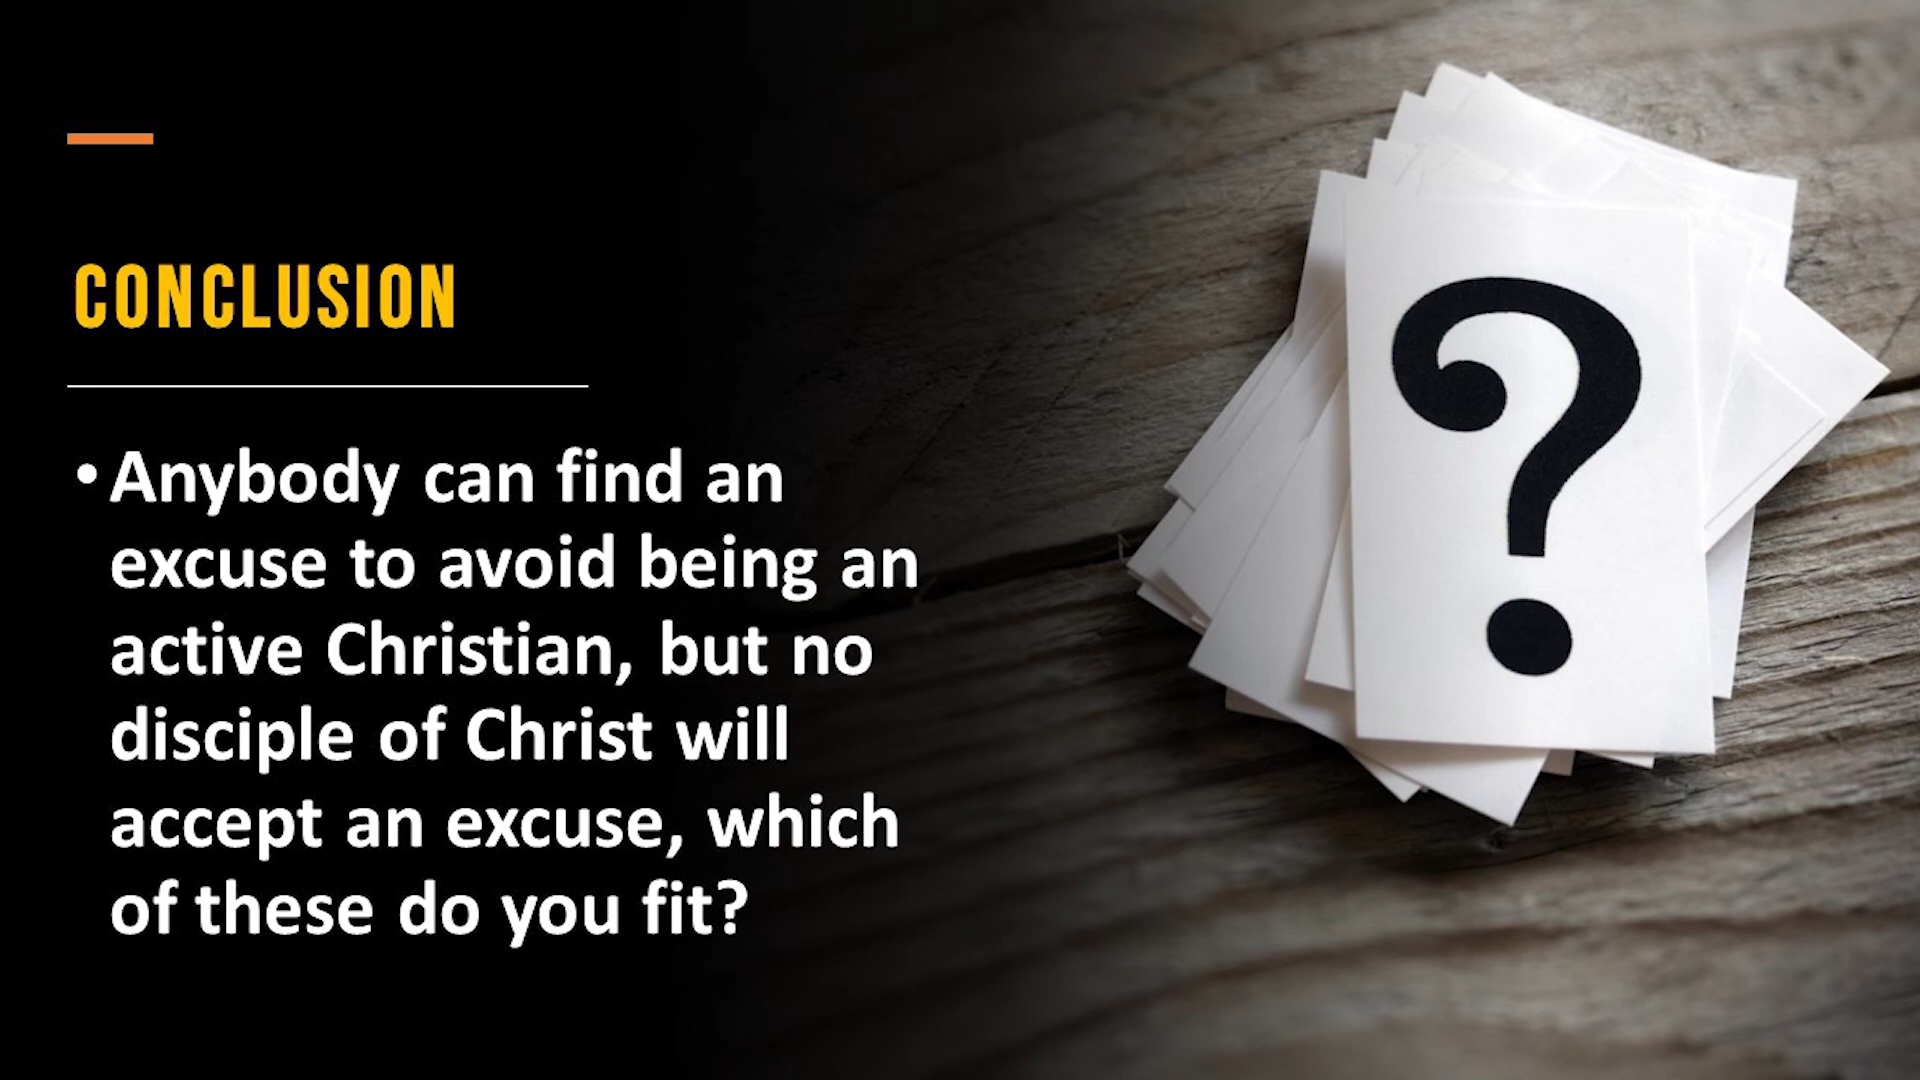 CONCLUSION
• Anybody can find an
excuse to avoid being an
active Christian, but no
disciple of Christ will
accept an excuse, which
of these do you fit?
?